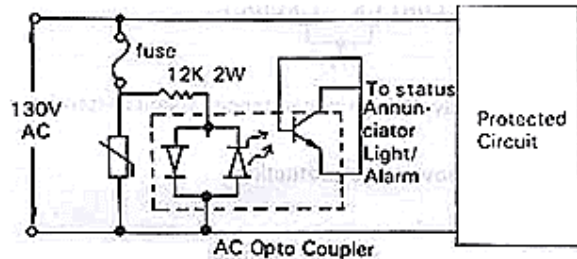 fuse
12K 2W
130V
AC
To status
Annun-
ciator
Light/
Alarm
Protected
Circuit
AC Opto Coupler